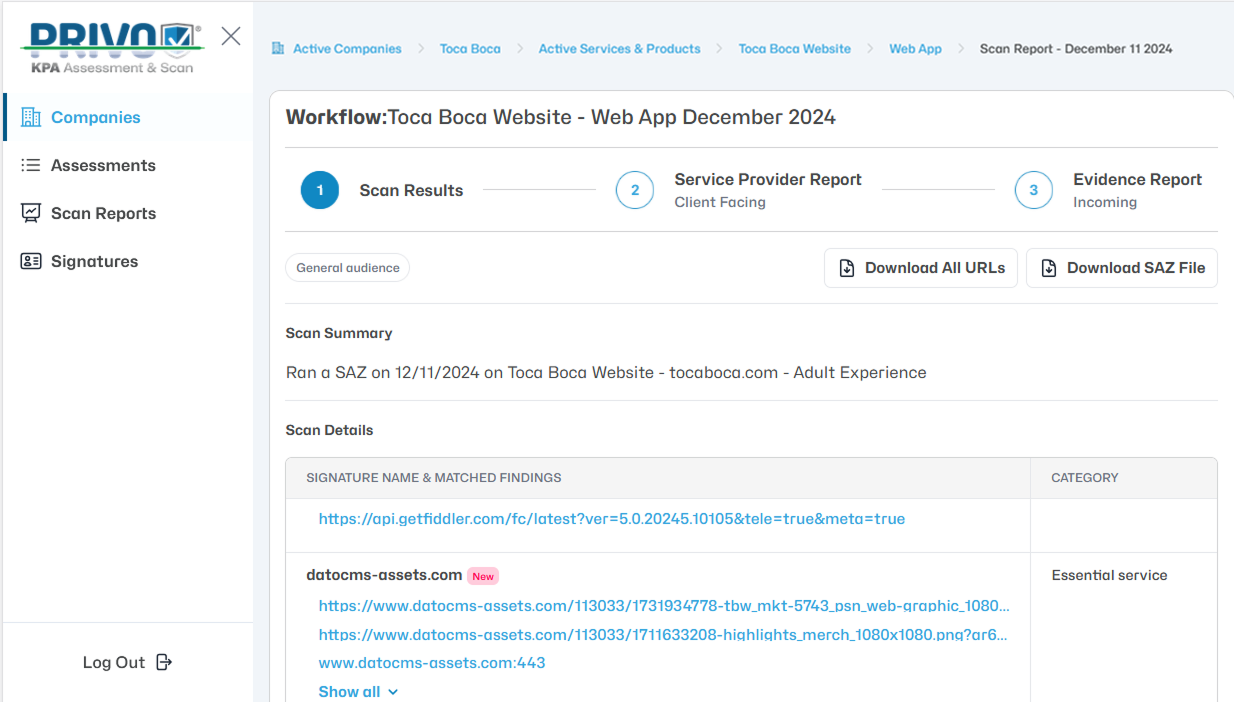 PRIVO®
KPA Assessment & Scan
Companies
Assessments
Scan Reports
Signatures
Log Out
Active Companies > Toca Boca > Active Services & Products > Toca Boca Website > Web App > Scan Report - December 11 2024
Workflow:Toca Boca Website - Web App December 2024
1 Scan Results
2 Service Provider Report
Client Facing
3 Evidence Report
Incoming
General audience
Download All URLs
Download SAZ File
Scan Summary
Ran a SAZ on 12/11/2024 on Toca Boca Website - tocaboca.com - Adult Experience
Scan Details
SIGNATURE NAME & MATCHED FINDINGS
CATEGORY
https://api.getfiddler.com/fc/latest?ver=5.0.20245.10105&tele=true&meta=true
datocms-assets.com New
Essential service
https://www.datocms-assets.com/113033/1731934778-tbw_mkt-5743_psn_web-graphic_1080...
https://www.datocms-assets.com/113033/1711633208-highlights_merch_1080x1080.png?ar6...
www.datocms-assets.com:443
Show all